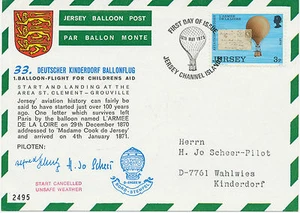 JERSEY BALLOON POST
PAR BALLON MONTE
FIRST DAY OF ISSUE
JERSEY CHANNEL ISLANDS
JERSEY
3p
33. DEUTSCHER KINDERDORF BALLONFLUG
1. BALLOON-FLIGHT FOR CHILDRENS AID
START AND LANDING AT THE
AREA ST. CLEMENT-GROUVILLE
Jersey' aviation history can fairly be
said to have started just over 100 years
ago. One letter which survives left
Paris by the balloon named L'ARMEE
DE LA LOIRE on 29th December 1870
addressed to 'Madame Cook de Jersey'
and arrived on 4th January 1871.
PILOTEN:
Herrn
H. Jo Scheer-Pilot
D-7761 Wahlwies
Kinderdorf
START CANCELLED
UNSAFE WEATHER
2495